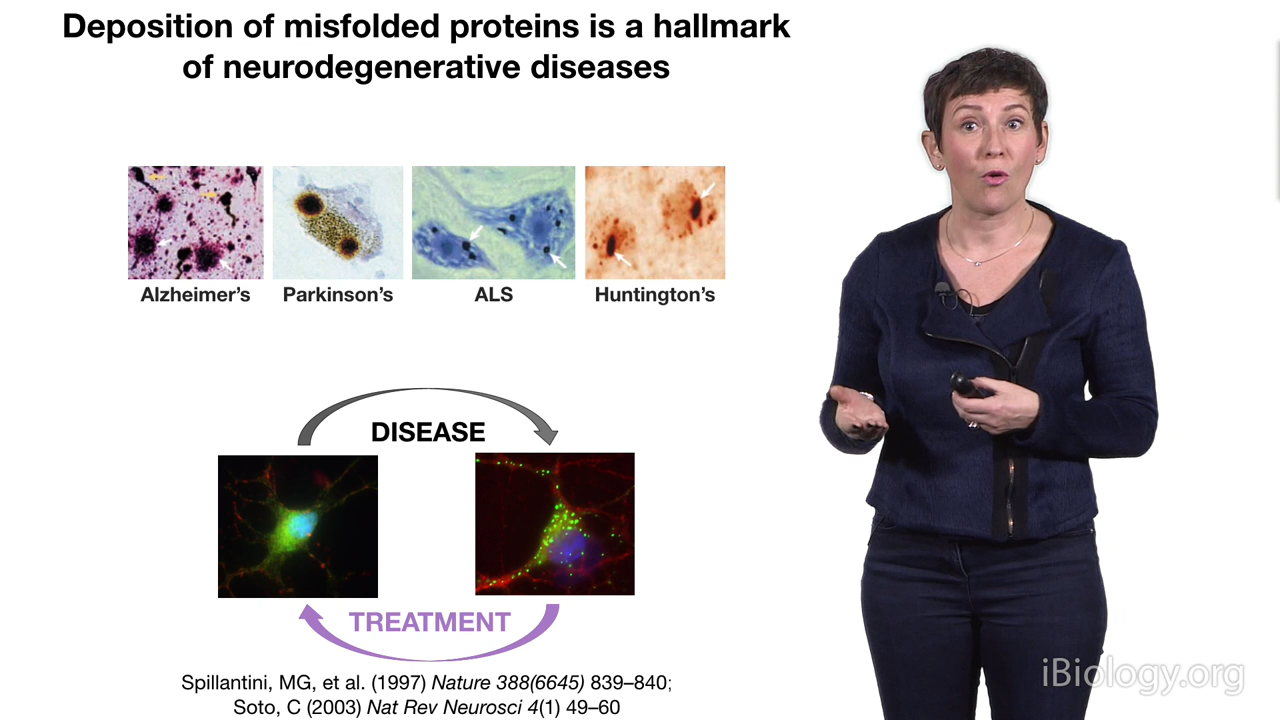 Deposition of misfolded proteins is a hallmark
of neurodegenerative diseases
Alzheimer’s
Parkinson’s
ALS
Huntington’s
DISEASE
TREATMENT
Spillantini, MG, et al. (1997) Nature 388(6645) 839–840;
Soto, C (2003) Nat Rev Neurosci 4(1) 49–60
iBiology.org